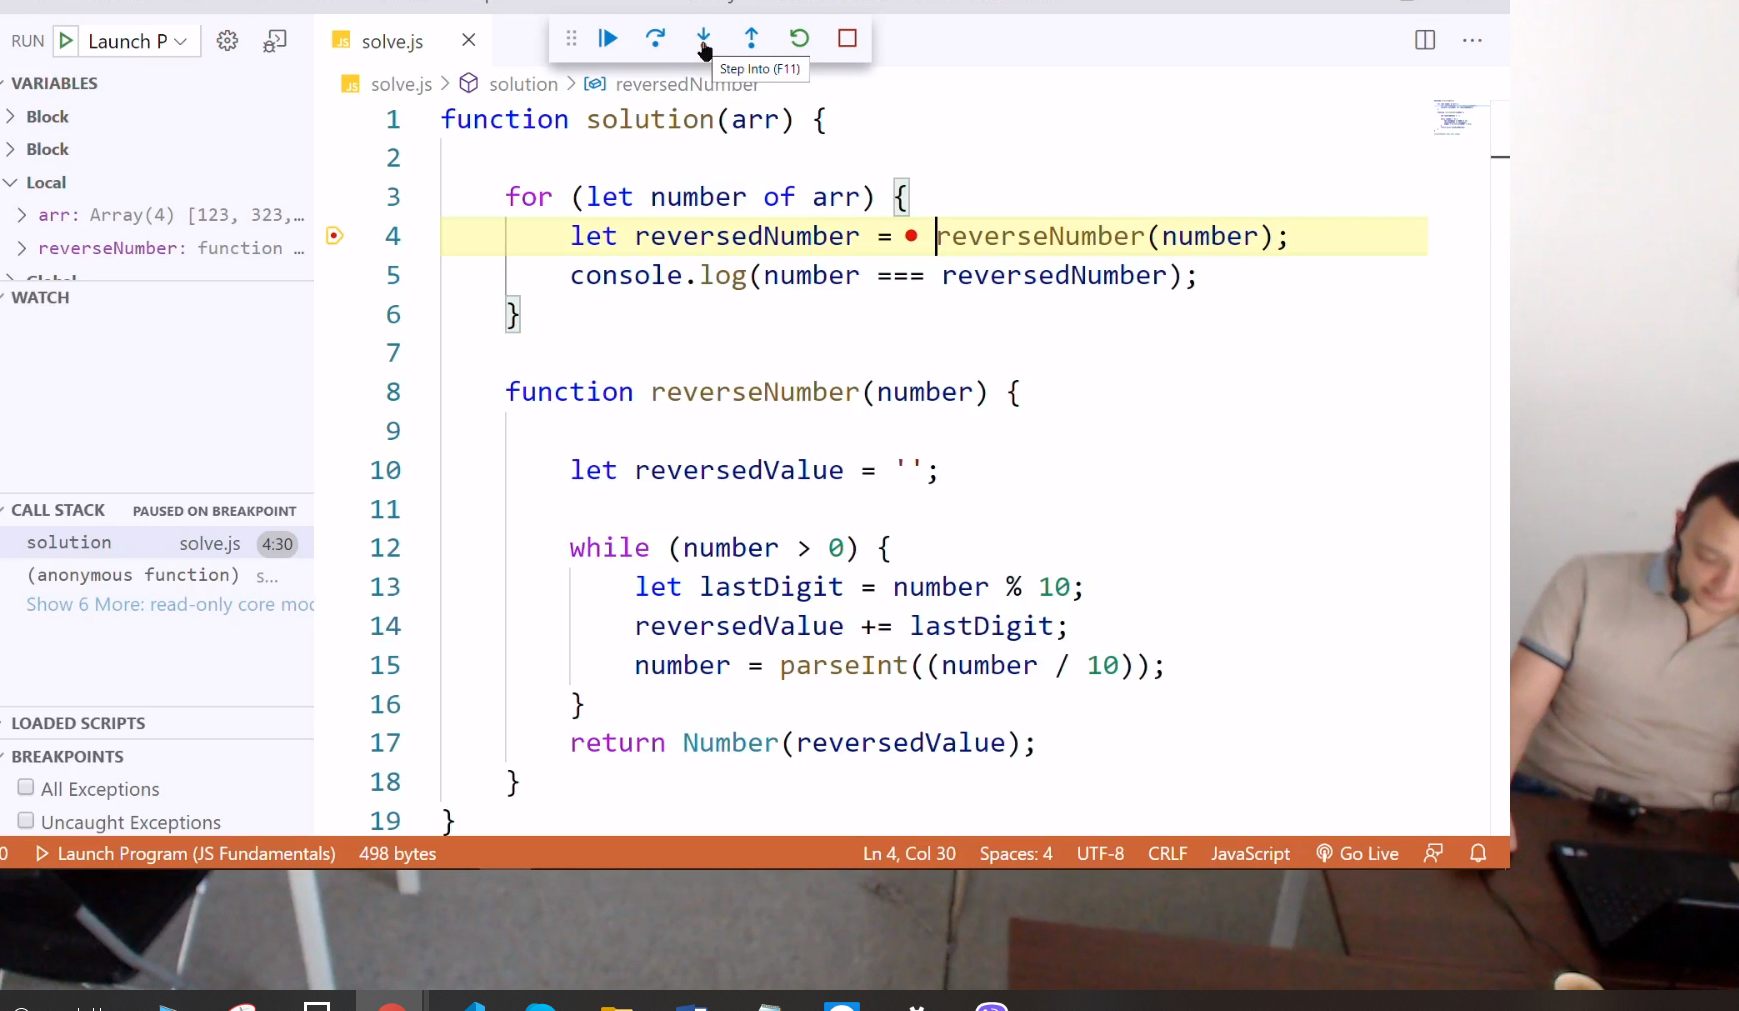 RUN Launch P
solve.js
Step Into (F11)
VARIABLES
Block
Block
Local
arr: Array(4) [123, 323,…
reverseNumber: function …
WATCH
CALL STACK PAUSED ON BREAKPOINT
solution solve.js 4:30
(anonymous function) s…
Show 6 More: read-only core
LOADED SCRIPTS
BREAKPOINTS
All Exceptions
Uncaught Exceptions
solve.js > solution > reversedNumber
1 function solution(arr) {
2
3 for (let number of arr) {
4 let reversedNumber = reverseNumber(number);
5 console.log(number === reversedNumber);
6 }
7
8 function reverseNumber(number) {
9
10 let reversedValue = '';
11
12 while (number > 0) {
13 let lastDigit = number % 10;
14 reversedValue += lastDigit;
15 number = parseInt((number / 10));
16 }
17 return Number(reversedValue);
18 }
19 }
0 Launch Program (JS Fundamentals) 498 bytes Ln 4, Col 30 Spaces: 4 UTF-8 CRLF JavaScript Go Live